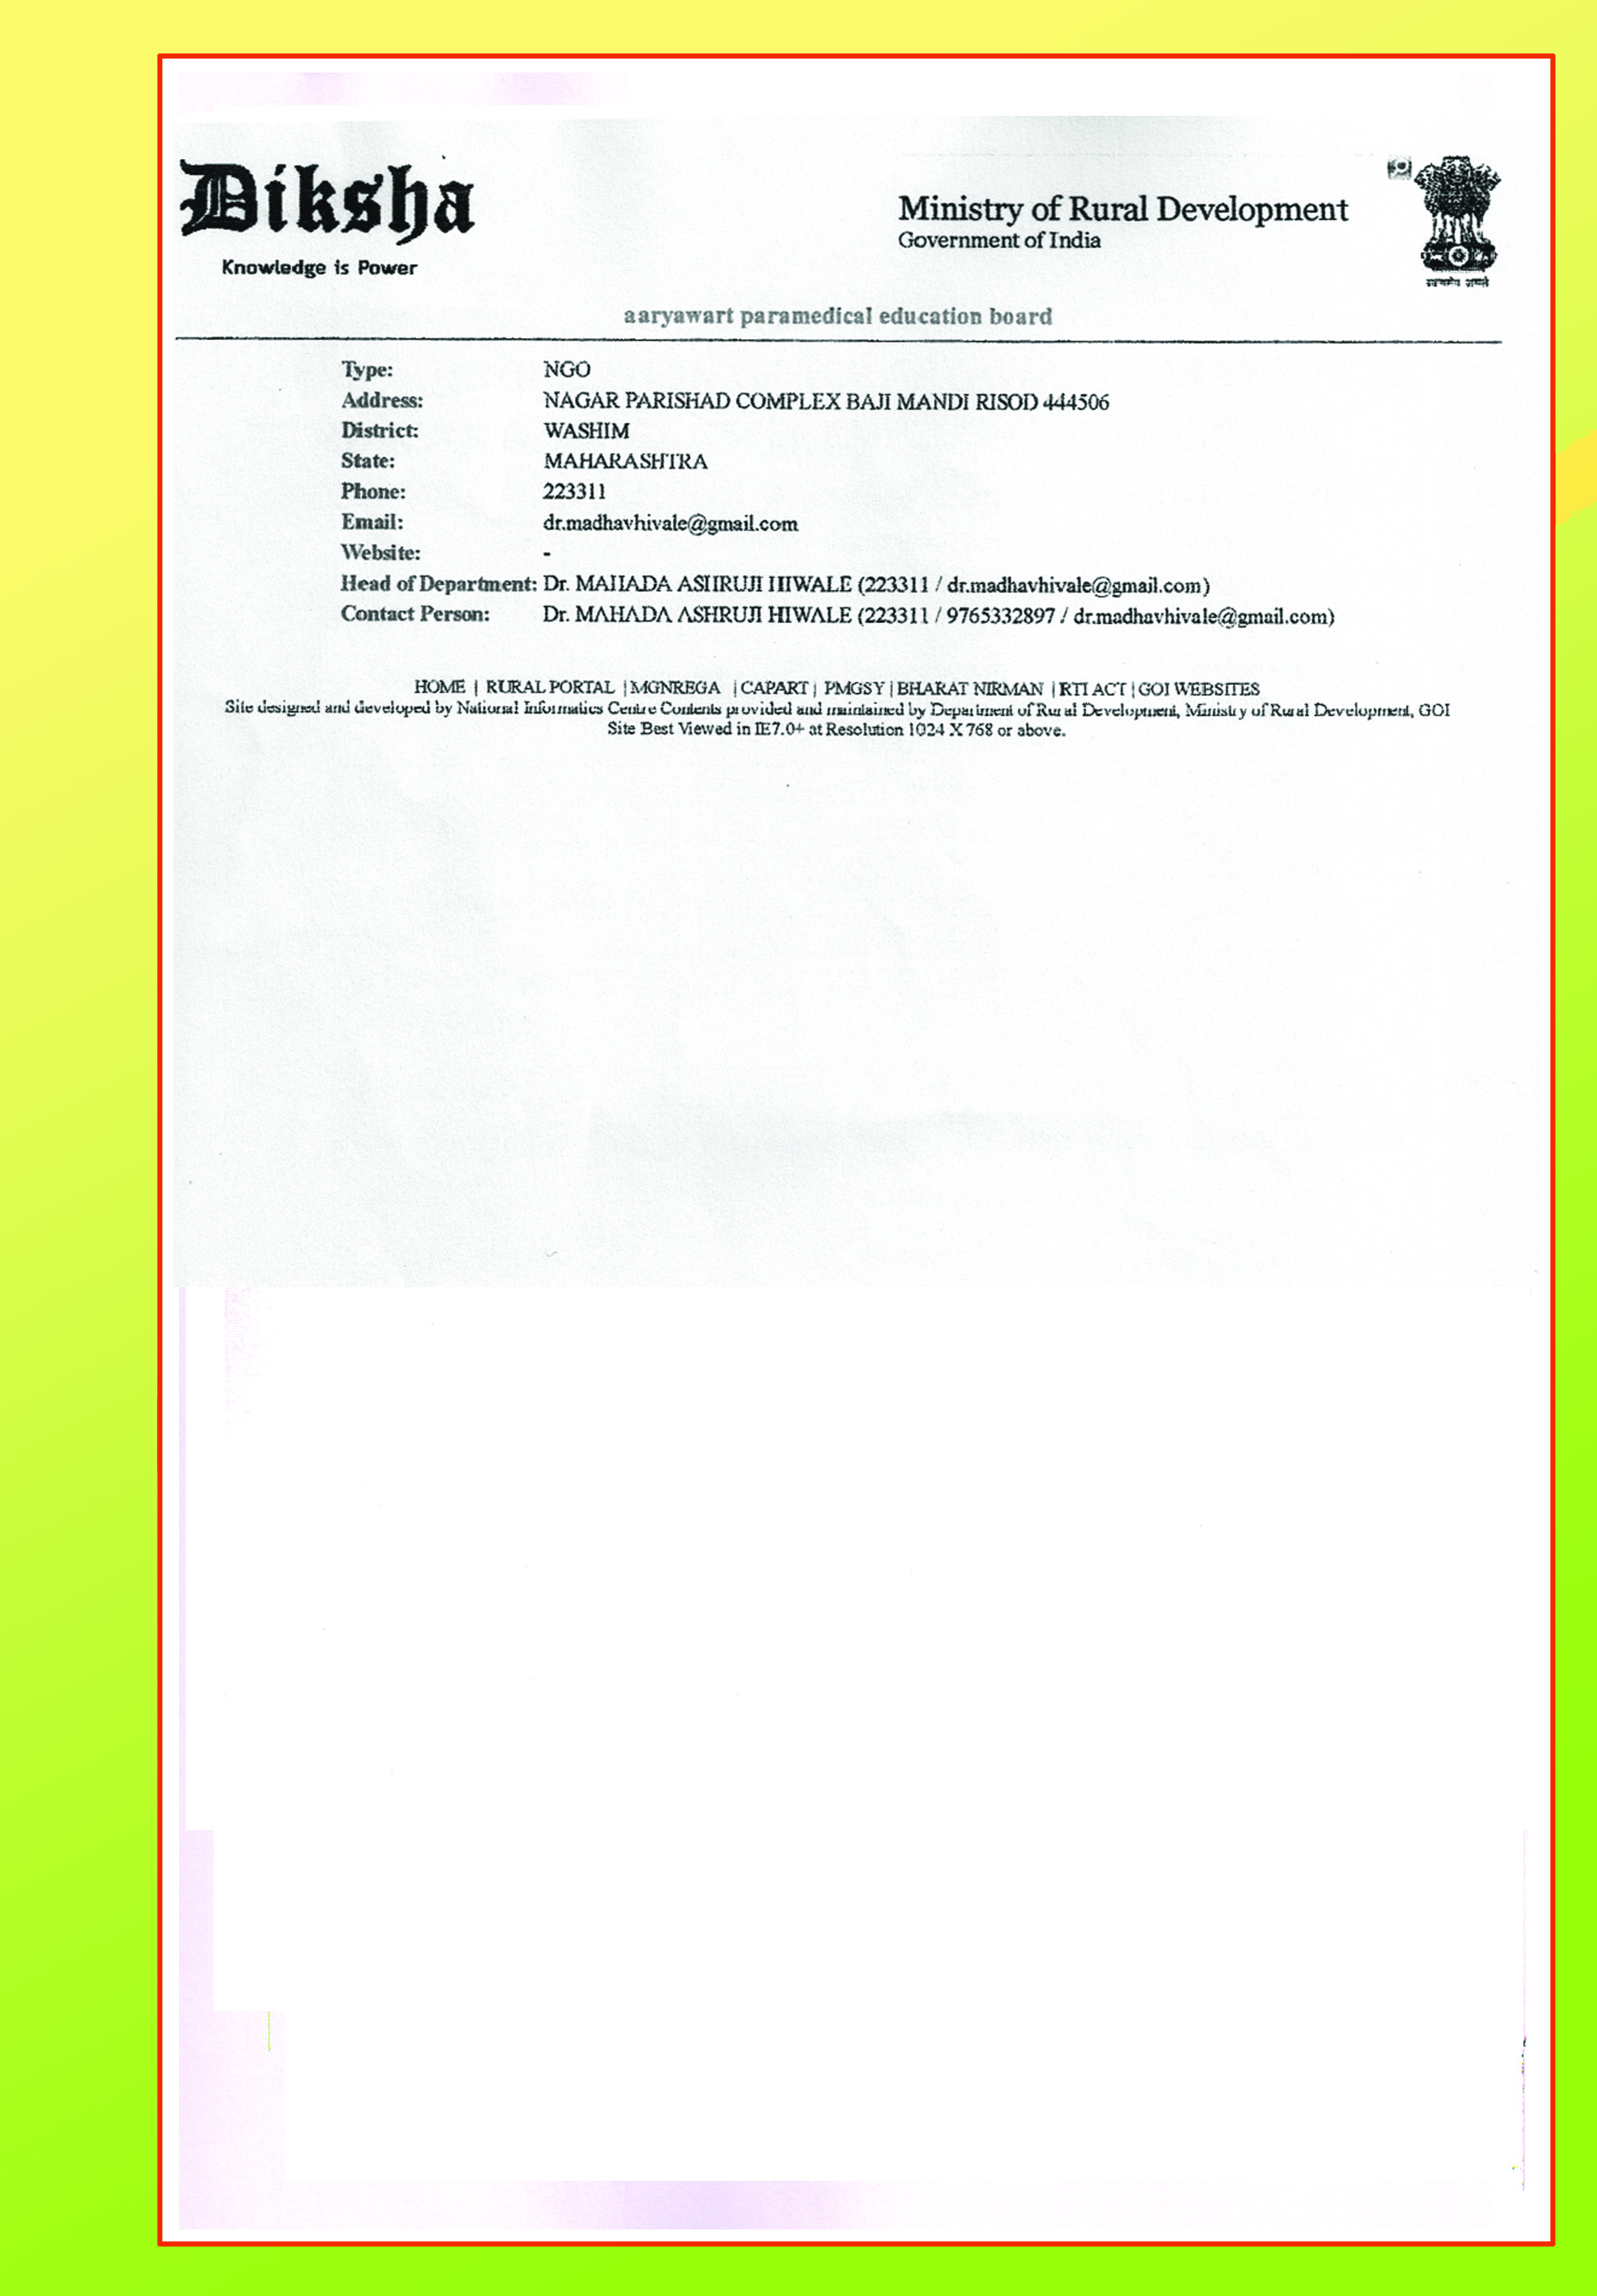 Diksha
Knowledge is Power
Ministry of Rural Development
Government of India
सत्यमेव जयते
aaryawart paramedical education board
Type: NGO
Address: NAGAR PARISHAD COMPLEX BAJI MANDI RISOD 444506
District: WASHIM
State: MAHARASHTRA
Phone: 223311
Email: dr.madhavhivale@gmail.com
Website: -
Head of Department: Dr. MAHADA ASHRUJI HIWALE (223311 / dr.madhavhivale@gmail.com)
Contact Person: Dr. MAHADA ASHRUJI HIWALE (223311 / 9765332897 / dr.madhavhivale@gmail.com)
HOME | RURAL PORTAL | MGNREGA | CAPART | PMGSY | BHARAT NIRMAN | RTI ACT | GOI WEBSITES
Site designed and developed by National Informatics Centre Contents provided and maintained by Department of Rural Development, Ministry of Rural Development, GOI
Site Best Viewed in IE7.0+ at Resolution 1024 X 768 or above.